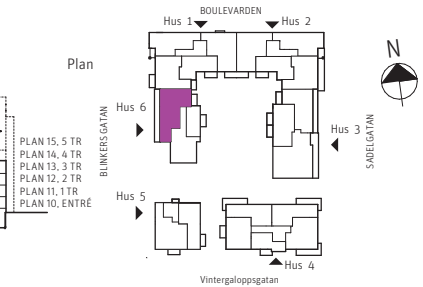 BOULEVARDEN
Hus 1
Hus 2
N
Plan
Hus 6
BLINKERS GATAN
Hus 3
SADELGATAN
PLAN 15, 5 TR
PLAN 14, 4 TR
PLAN 13, 3 TR
PLAN 12, 2 TR
PLAN 11, 1 TR
PLAN 10, ENTRÉ
Hus 5
Hus 4
Vintergaloppsgatan